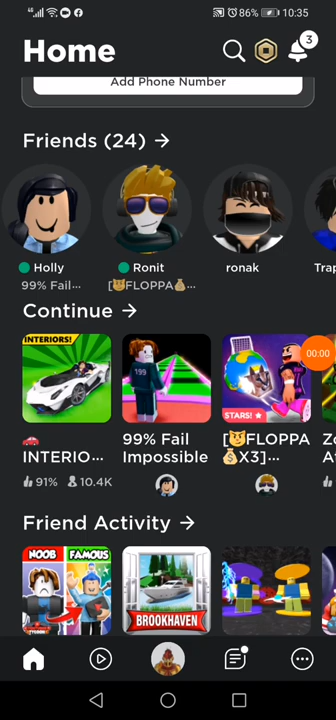 86% 10:35
Home
3
Add Phone Number
Friends (24) →
Holly
Ronit
ronak
Trap
99% Fail...
[😼FLOPPA💰...
Continue →
INTERIORS!
199
STARS!
00:00
🚗 INTERIO...
99% Fail Impossible
[😼FLOPPA💰X3]...
91% 10.4K
Friend Activity →
NOOB FAMOUS
BROOKHAVEN